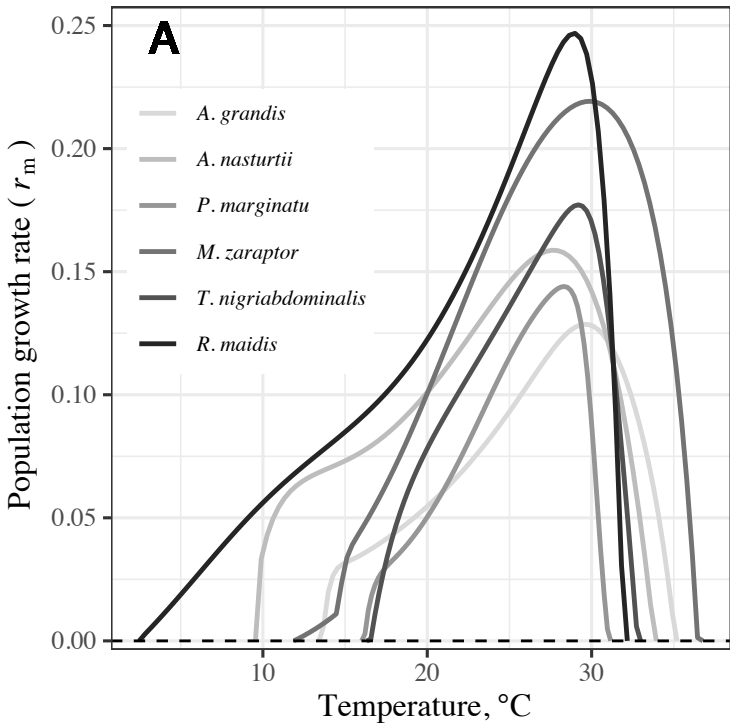 A
0.25
0.20
0.15
0.10
0.05
0.00
Population growth rate ( rm )
A. grandis
A. nasturtii
P. marginatu
M. zaraptor
T. nigriabdominalis
R. maidis
10 20 30
Temperature, °C